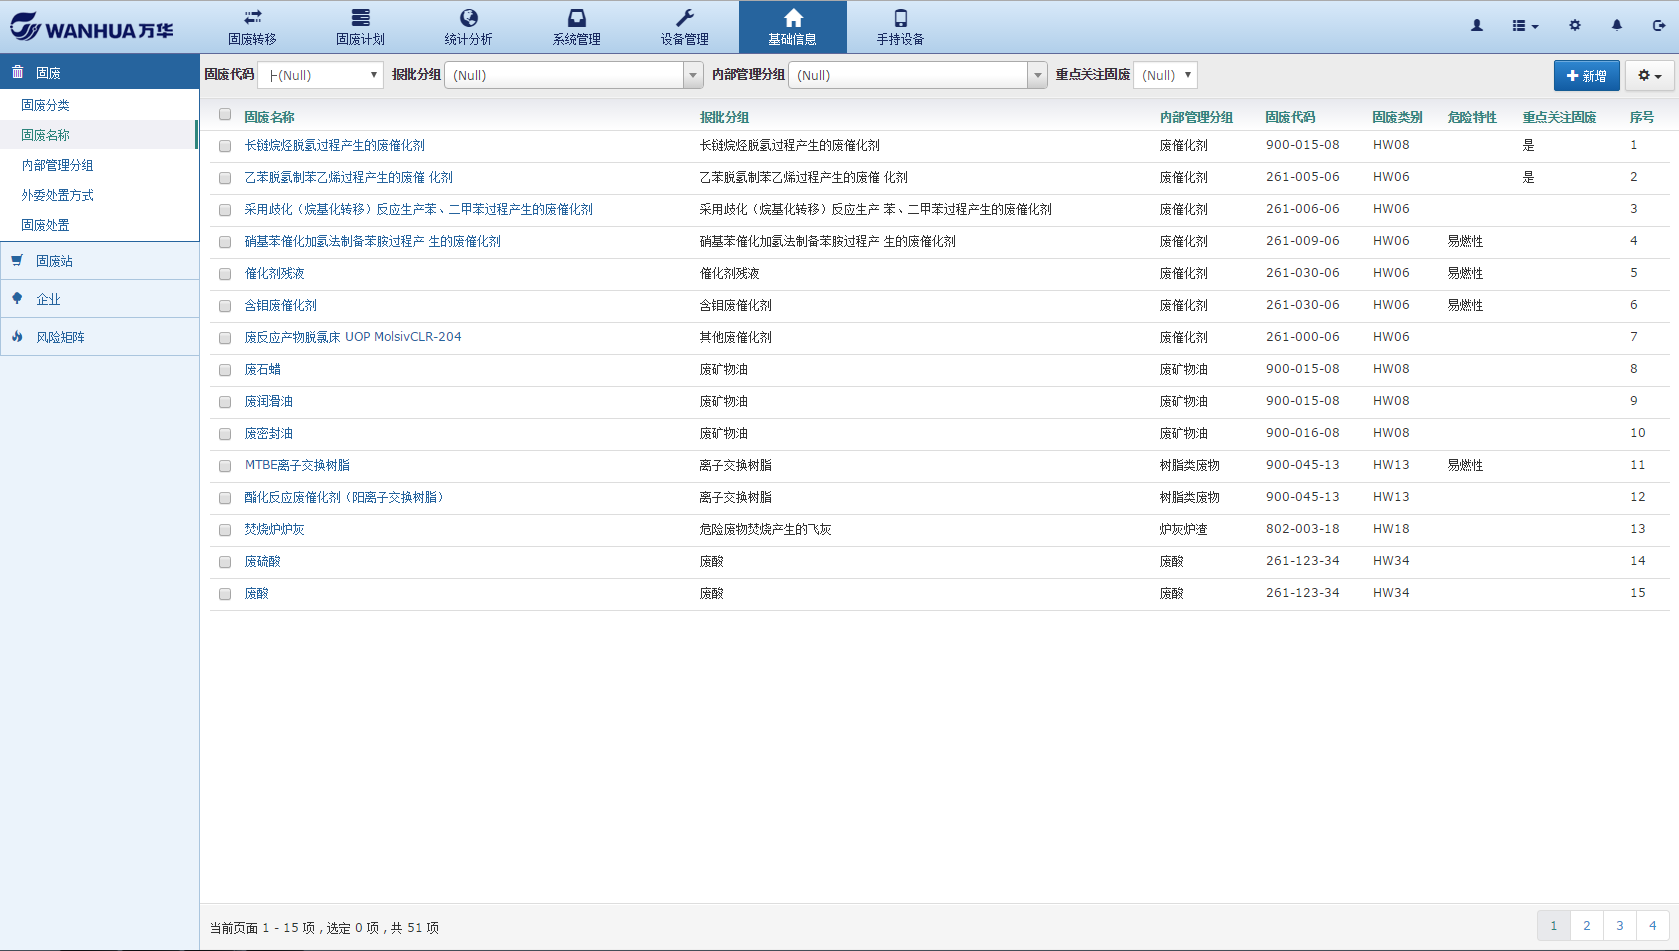 WANHUA万华
固废转移 固废计划 统计分析 系统管理 设备管理 基础信息 手持设备
固废
固废分类
固废名称
内部管理分组
外委处置方式
固废处置
固废站
企业
风险矩阵
固废代码 ├(Null) 报批分组 (Null) 内部管理分组 (Null) 重点关注固废 (Null) 新增
固废名称 报批分组 内部管理分组 固废代码 固废类别 危险特性 重点关注固废 序号
长链烷烃脱氢过程产生的废催化剂 长链烷烃脱氢过程产生的废催化剂 废催化剂 900-015-08 HW08 是 1
乙苯脱氢制苯乙烯过程产生的废催 化剂 乙苯脱氢制苯乙烯过程产生的废催 化剂 废催化剂 261-005-06 HW06 是 2
采用歧化（烷基化转移）反应生产苯、二甲苯过程产生的废催化剂 采用歧化（烷基化转移）反应生产 苯、二甲苯过程产生的废催化剂 废催化剂 261-006-06 HW06 3
硝基苯催化加氢法制备苯胺过程产 生的废催化剂 硝基苯催化加氢法制备苯胺过程产 生的废催化剂 废催化剂 261-009-06 HW06 易燃性 4
催化剂残液 催化剂残液 废催化剂 261-030-06 HW06 易燃性 5
含钼废催化剂 含钼废催化剂 废催化剂 261-030-06 HW06 易燃性 6
废反应产物脱氯床 UOP MolsivCLR-204 其他废催化剂 废催化剂 261-000-06 HW06 7
废石蜡 废矿物油 废矿物油 900-015-08 HW08 8
废润滑油 废矿物油 废矿物油 900-015-08 HW08 9
废密封油 废矿物油 废矿物油 900-016-08 HW08 10
MTBE离子交换树脂 离子交换树脂 树脂类废物 900-045-13 HW13 易燃性 11
酯化反应废催化剂（阳离子交换树脂） 离子交换树脂 树脂类废物 900-045-13 HW13 12
焚烧炉炉灰 危险废物焚烧产生的飞灰 炉灰炉渣 802-003-18 HW18 13
废硫酸 废酸 废酸 261-123-34 HW34 14
废酸 废酸 废酸 261-123-34 HW34 15
当前页面 1 - 15 项 , 选定 0 项 , 共 51 项 1 2 3 4